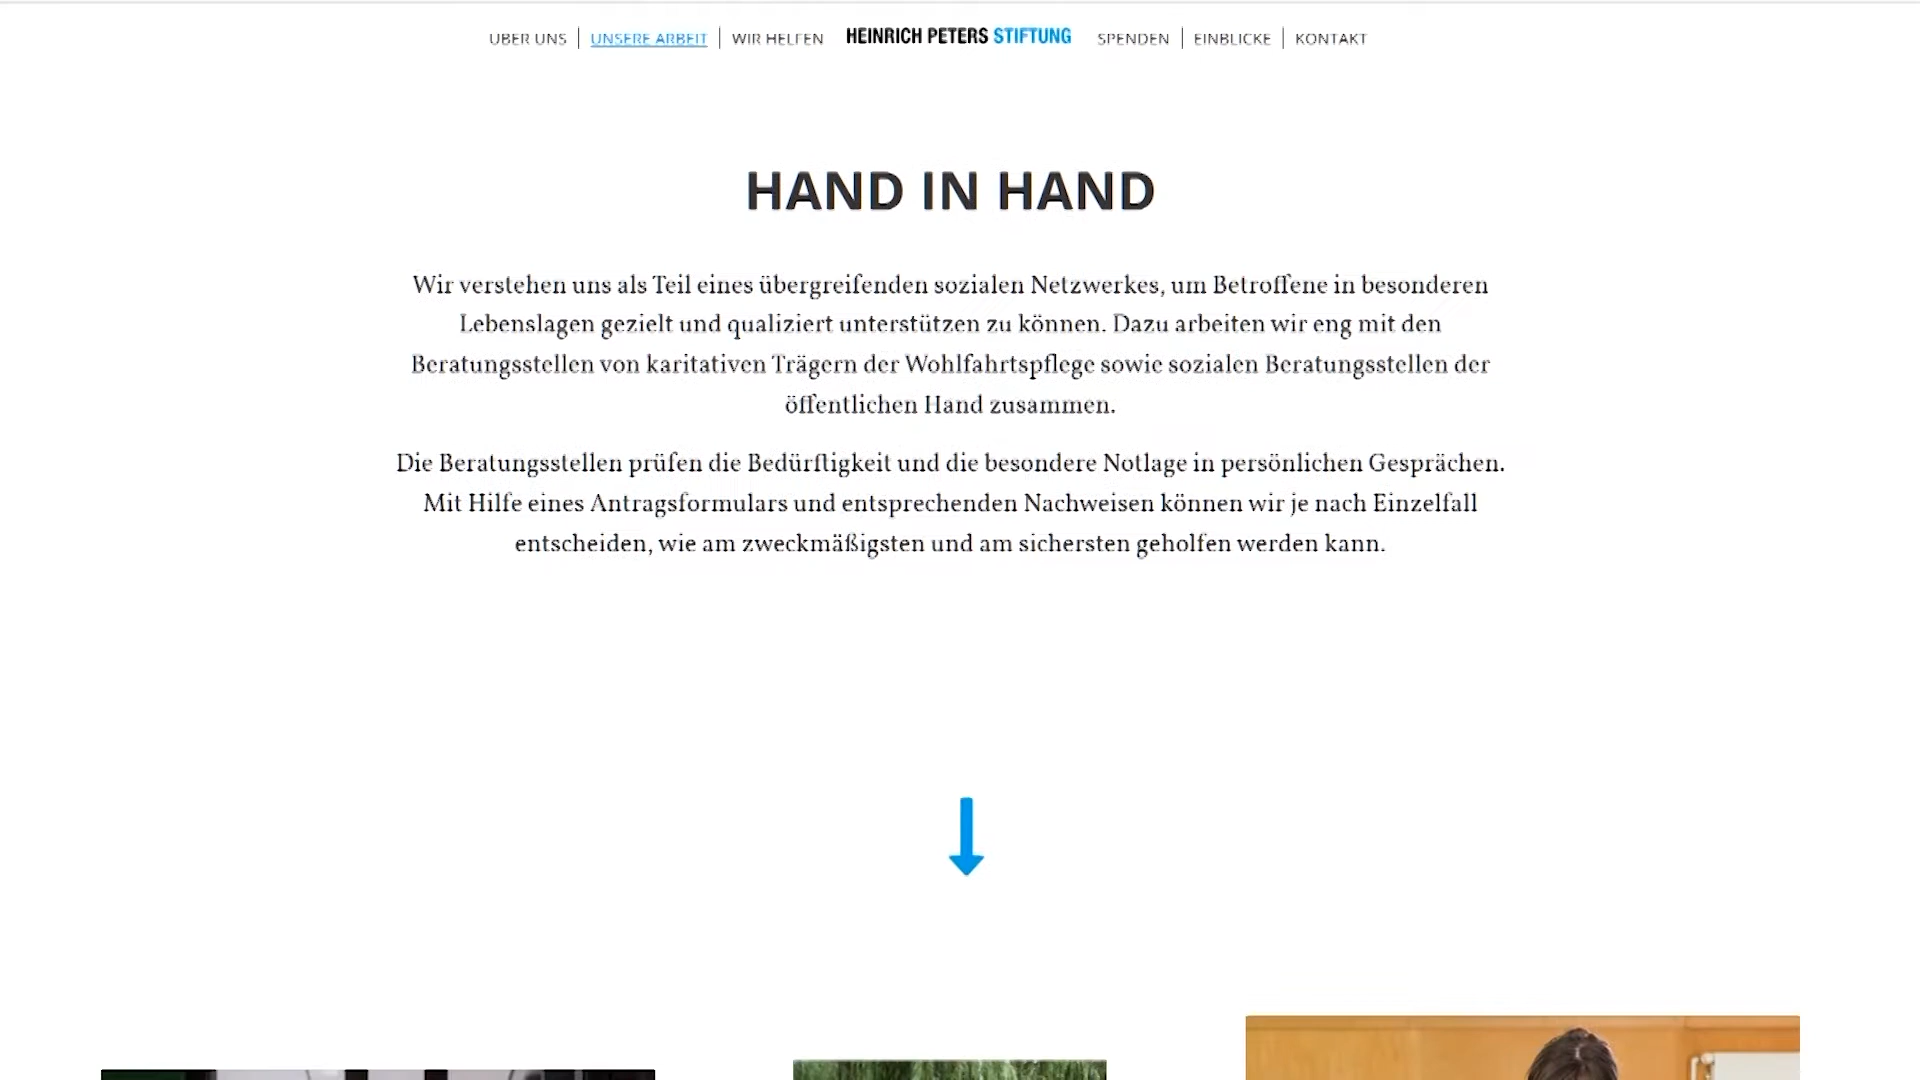 ÜBER UNS | UNSERE ARBEIT | WIR HELFEN HEINRICH PETERS STIFTUNG SPENDEN | EINBLICKE | KONTAKT
HAND IN HAND
Wir verstehen uns als Teil eines übergreifenden sozialen Netzwerkes, um Betroffene in besonderen
Lebenslagen gezielt und qualiziert unterstützen zu können. Dazu arbeiten wir eng mit den
Beratungsstellen von karitativen Trägern der Wohlfahrtspflege sowie sozialen Beratungsstellen der
öffentlichen Hand zusammen.
Die Beratungsstellen prüfen die Bedürftigkeit und die besondere Notlage in persönlichen Gesprächen.
Mit Hilfe eines Antragsformulars und entsprechenden Nachweisen können wir je nach Einzelfall
entscheiden, wie am zweckmäßigsten und am sichersten geholfen werden kann.